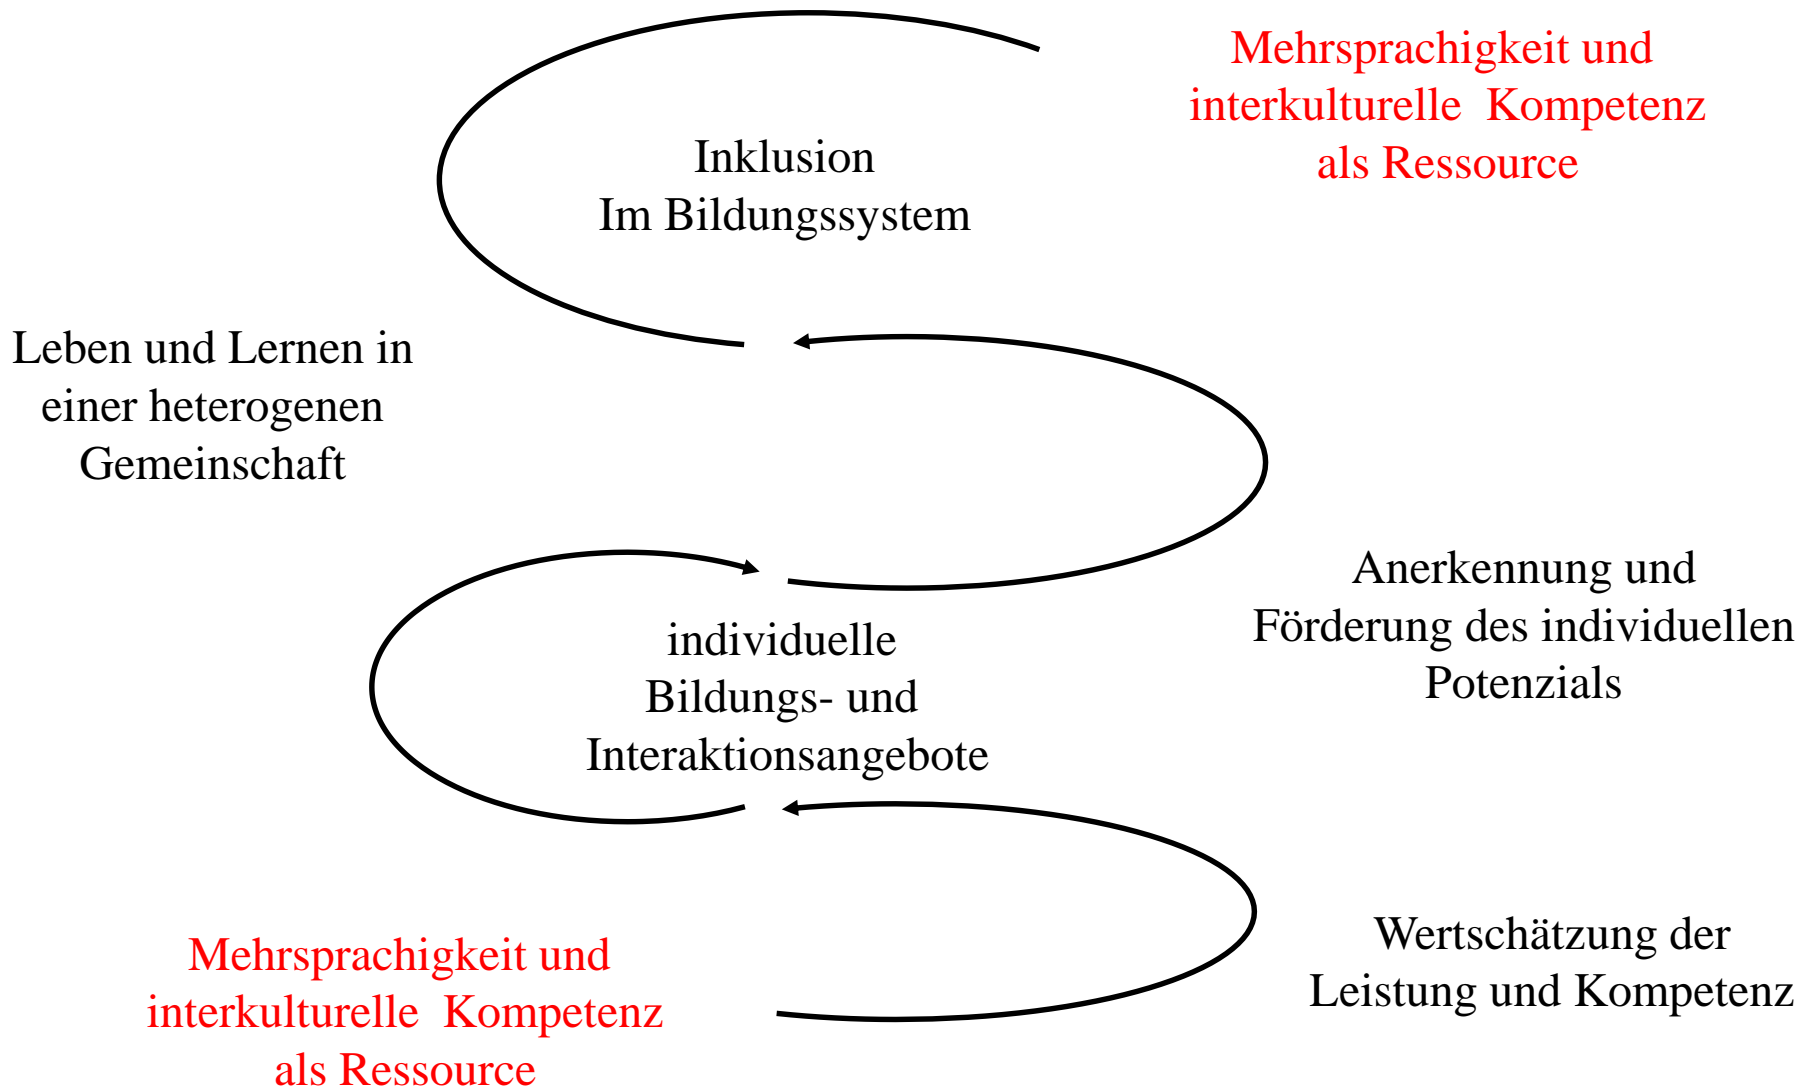 Mehrsprachigkeit und
interkulturelle Kompetenz
als Ressource
Inklusion
Im Bildungssystem
Leben und Lernen in
einer heterogenen
Gemeinschaft
Anerkennung und
Förderung des individuellen
Potenzials
individuelle
Bildungs- und
Interaktionsangebote
Wertschätzung der
Leistung und Kompetenz
Mehrsprachigkeit und
interkulturelle Kompetenz
als Ressource